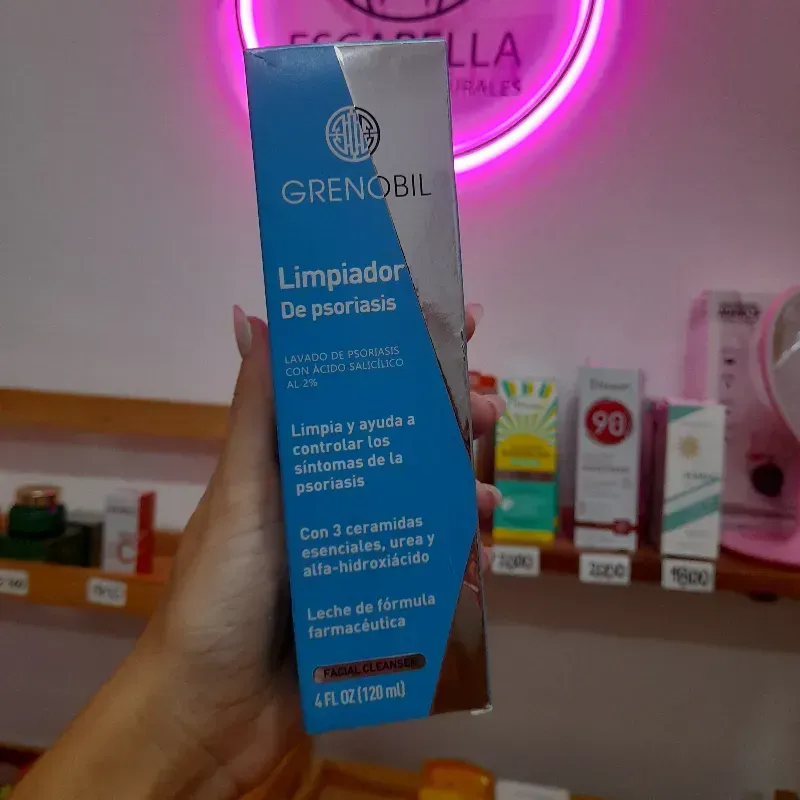 GRENOBIL
Limpiador
De psoriasis
LAVADO DE PSORIASIS
CON ÁCIDO SALICÍLICO
AL 2%
Limpia y ayuda a
controlar los
síntomas de la
psoriasis
Con 3 ceramidas
esenciales, urea y
alfa-hidroxiácido
Leche de fórmula
farmacéutica
FACIAL CLEANSER
4 FL OZ (120 ml)
90